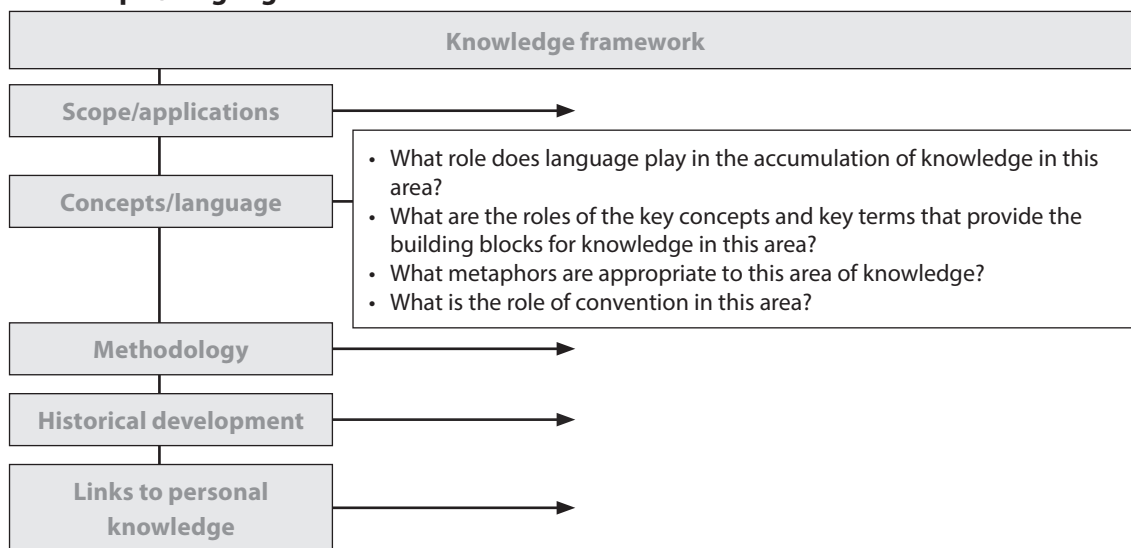 Knowledge framework
Scope/applications
Concepts/language
• What role does language play in the accumulation of knowledge in this
area?
• What are the roles of the key concepts and key terms that provide the
building blocks for knowledge in this area?
• What metaphors are appropriate to this area of knowledge?
• What is the role of convention in this area?
Methodology
Historical development
Links to personal
knowledge